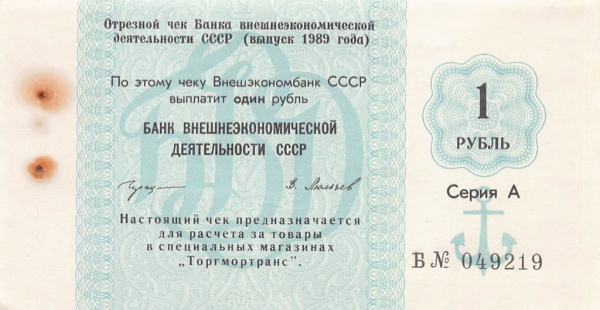 Отрезной чек Банка внешнеэкономической
деятельности СССР (выпуск 1989 года)
По этому чеку Внешэкономбанк СССР
выплатит один рубль
БАНК ВНЕШНЕЭКОНОМИЧЕСКОЙ
ДЕЯТЕЛЬНОСТИ СССР
Настоящий чек предназначается
для расчета за товары
в специальных магазинах
„Торгмортранс".
1
РУБЛЬ
Серия А
Б № 049219